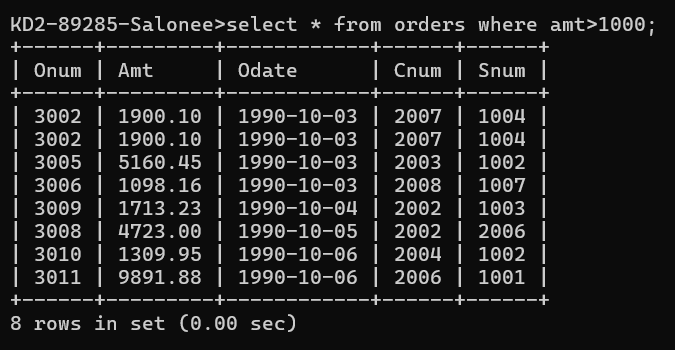 KD2-89285-Salonee>select * from orders where amt>1000;
+------+---------+------------+------+------+
| Onum | Amt     | Odate      | Cnum | Snum |
+------+---------+------------+------+------+
| 3002 | 1900.10 | 1990-10-03 | 2007 | 1004 |
| 3002 | 1900.10 | 1990-10-03 | 2007 | 1004 |
| 3005 | 5160.45 | 1990-10-03 | 2003 | 1002 |
| 3006 | 1098.16 | 1990-10-03 | 2008 | 1007 |
| 3009 | 1713.23 | 1990-10-04 | 2002 | 1003 |
| 3008 | 4723.00 | 1990-10-05 | 2002 | 2006 |
| 3010 | 1309.95 | 1990-10-06 | 2004 | 1002 |
| 3011 | 9891.88 | 1990-10-06 | 2006 | 1001 |
+------+---------+------------+------+------+
8 rows in set (0.00 sec)